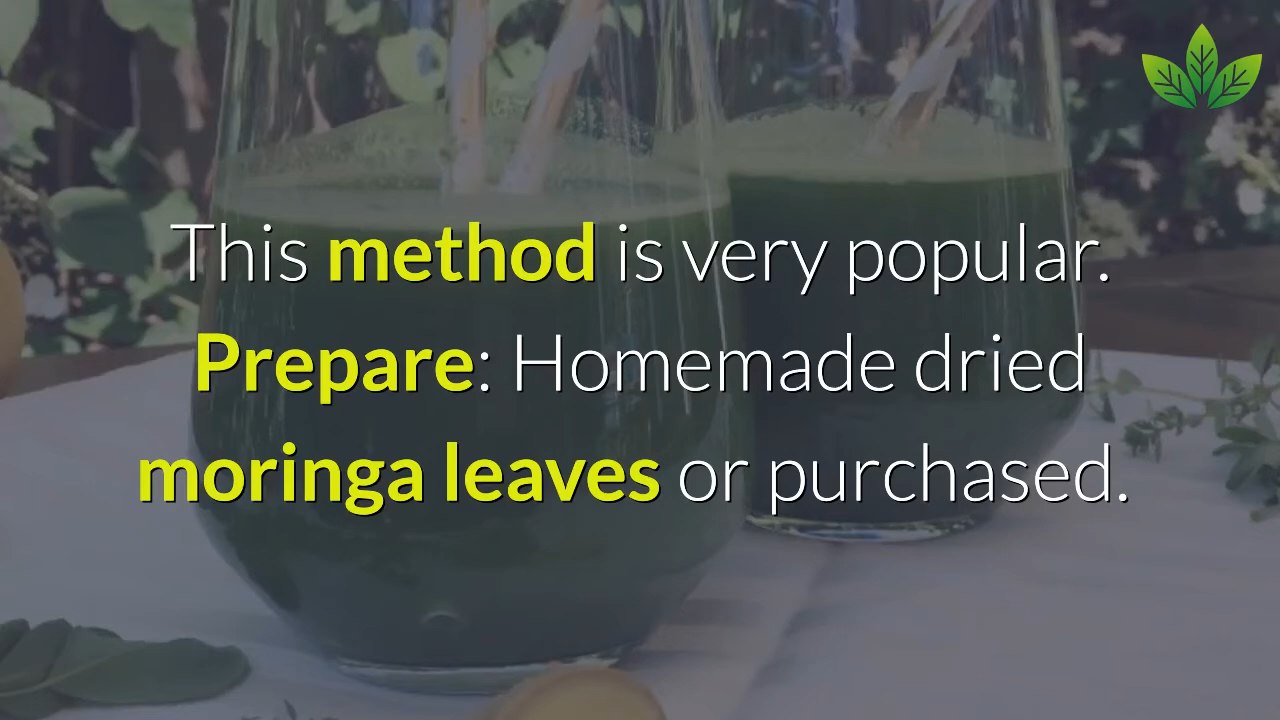 This method is very popular.
Prepare: Homemade dried
moringa leaves or purchased.